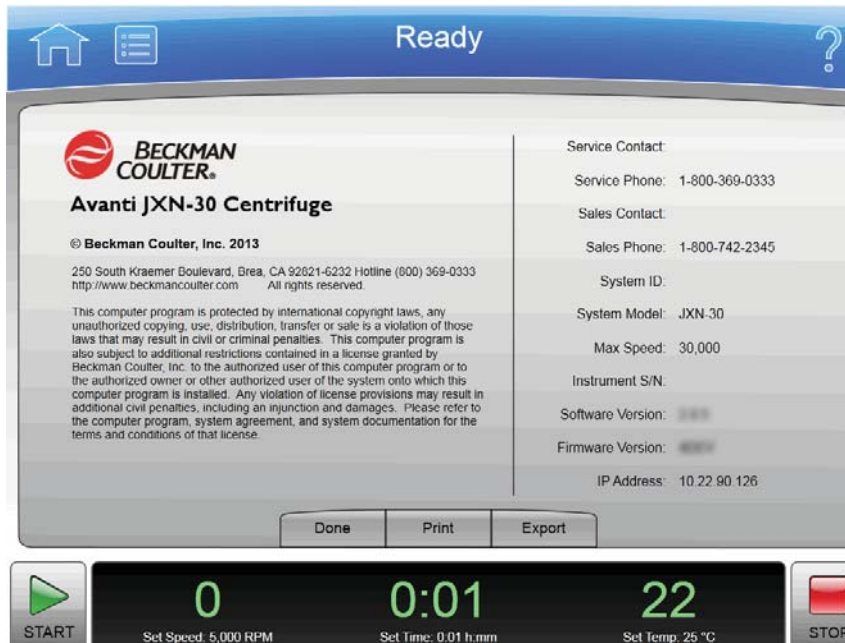 Ready
BECKMAN
COULTER®
Avanti JXN-30 Centrifuge
© Beckman Coulter, Inc. 2013
250 South Kraemer Boulevard, Brea, CA 92821-6232 Hotline (800) 369-0333
http://www.beckmancoulter.com All rights reserved.
This computer program is protected by international copyright laws, any
unauthorized copying, use, distribution, transfer or sale is a violation of those
laws that may result in civil or criminal penalties. This computer program is
also subject to additional restrictions contained in a license granted by
Beckman Coulter, Inc. to the authorized user of this computer program or to
the authorized owner or other authorized user of the system onto which this
computer program is installed. Any violation of license provisions may result in
additional civil penalties, including an injunction and damages. Please refer to
the computer program, system agreement, and system documentation for the
terms and conditions of that license.
Service Contact:
Service Phone: 1-800-369-0333
Sales Contact:
Sales Phone: 1-800-742-2345
System ID:
System Model: JXN-30
Max Speed: 30,000
Instrument S/N:
Software Version:
Firmware Version:
IP Address: 10.22.90.126
Done Print Export
START
0 0:01 22
Set Speed: 5,000 RPM Set Time: 0:01 h:mm Set Temp: 25 °C
STOP